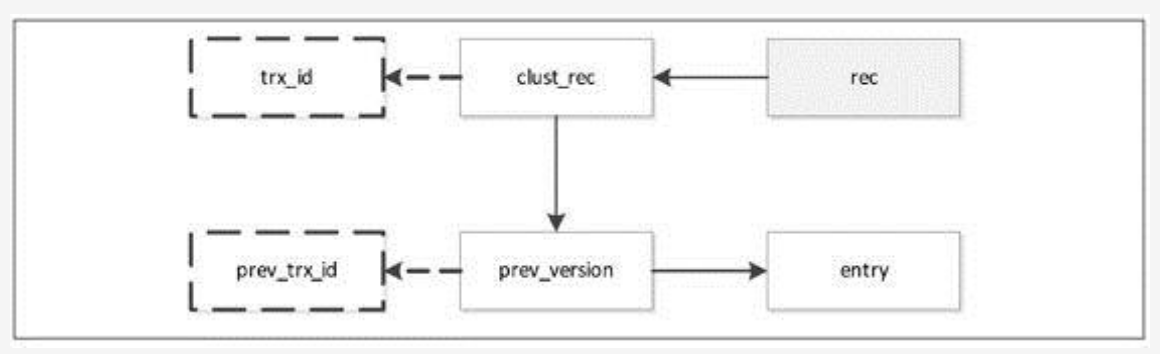 trx_id
clust_rec
rec
prev_trx_id
prev_version
entry